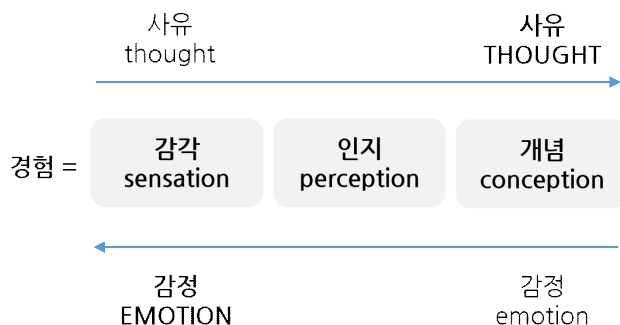 사유 사유
thought THOUGHT
경험 =
감각 인지 개념
sensation perception conception
감정 감정
EMOTION emotion